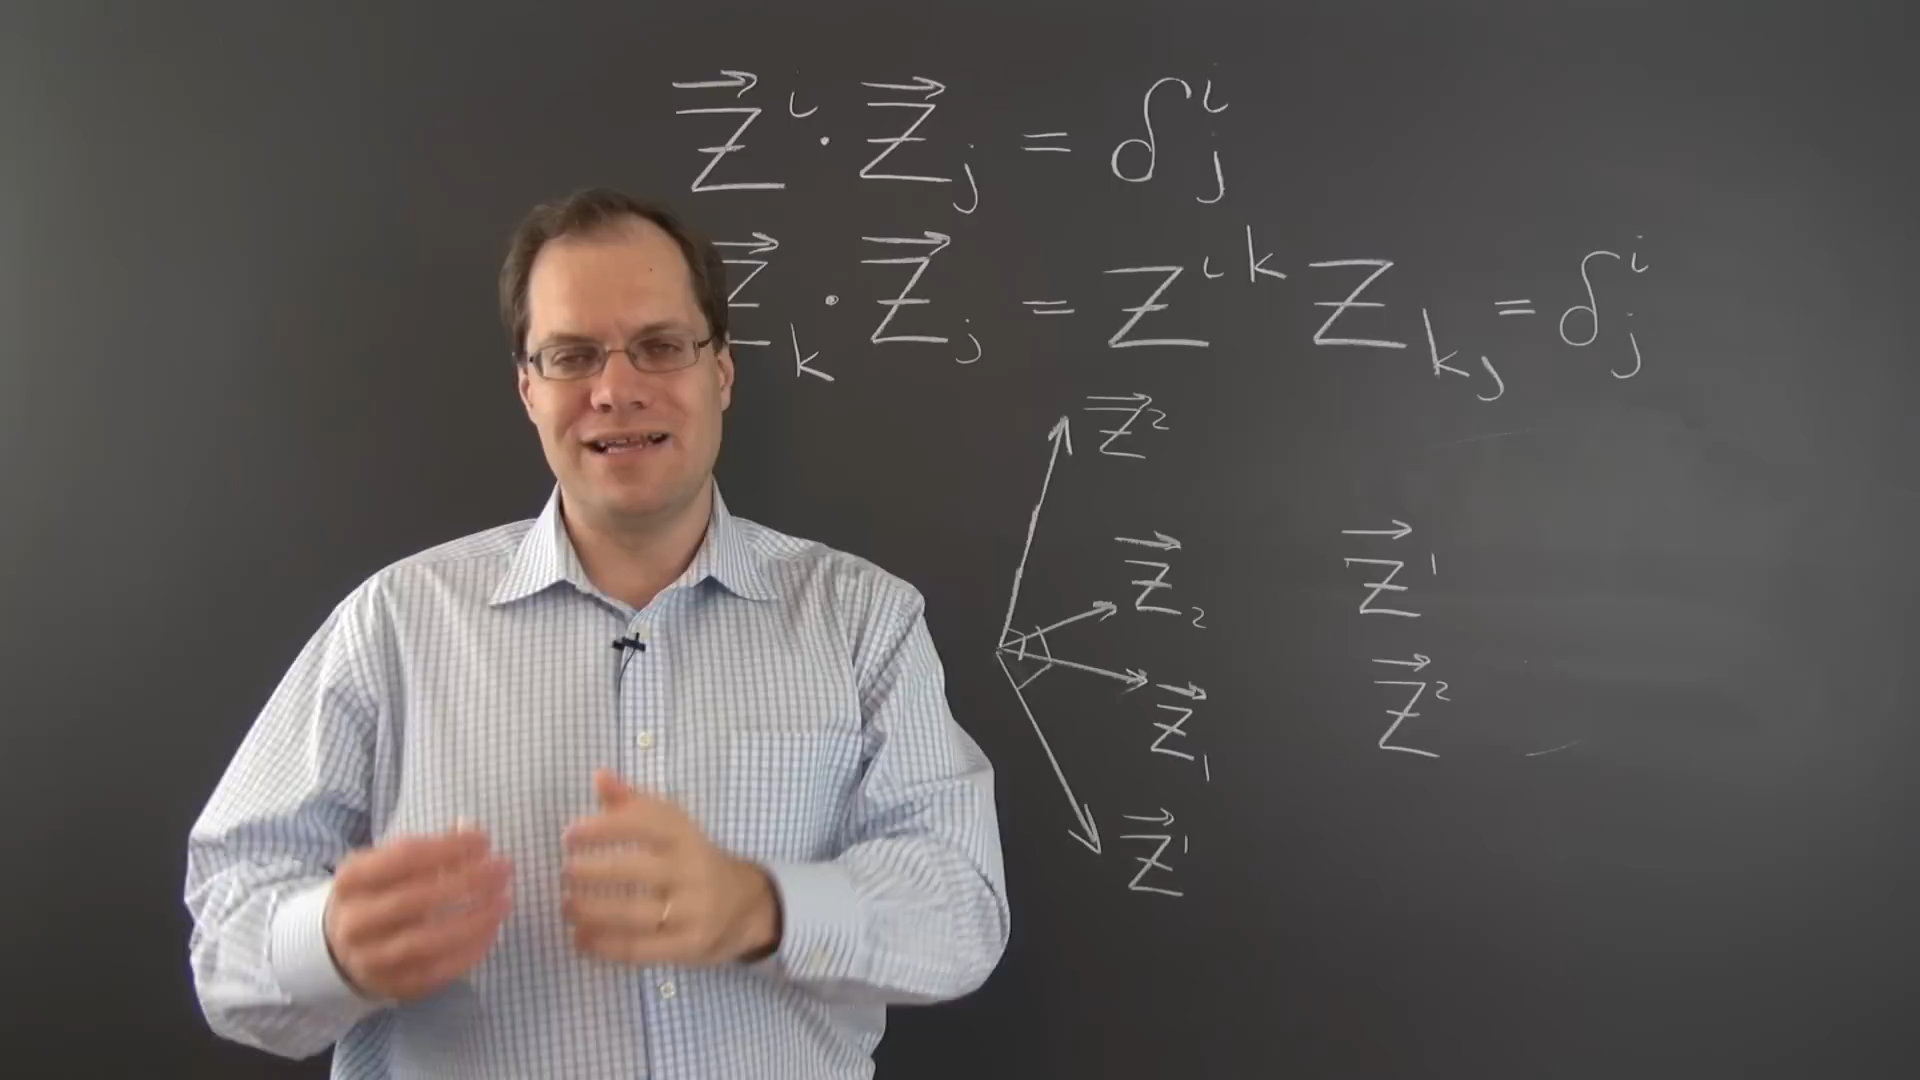 Z⃗ⁱ · Z⃗ⱼ = δⁱⱼ
Z⃗ₖ · Z⃗ⱼ = Zⁱᵏ Zₖⱼ = δⁱⱼ
Z⃗²
Z⃗₂
Z⃗₁
Z⃗¹
Z⃗¹
Z⃗²